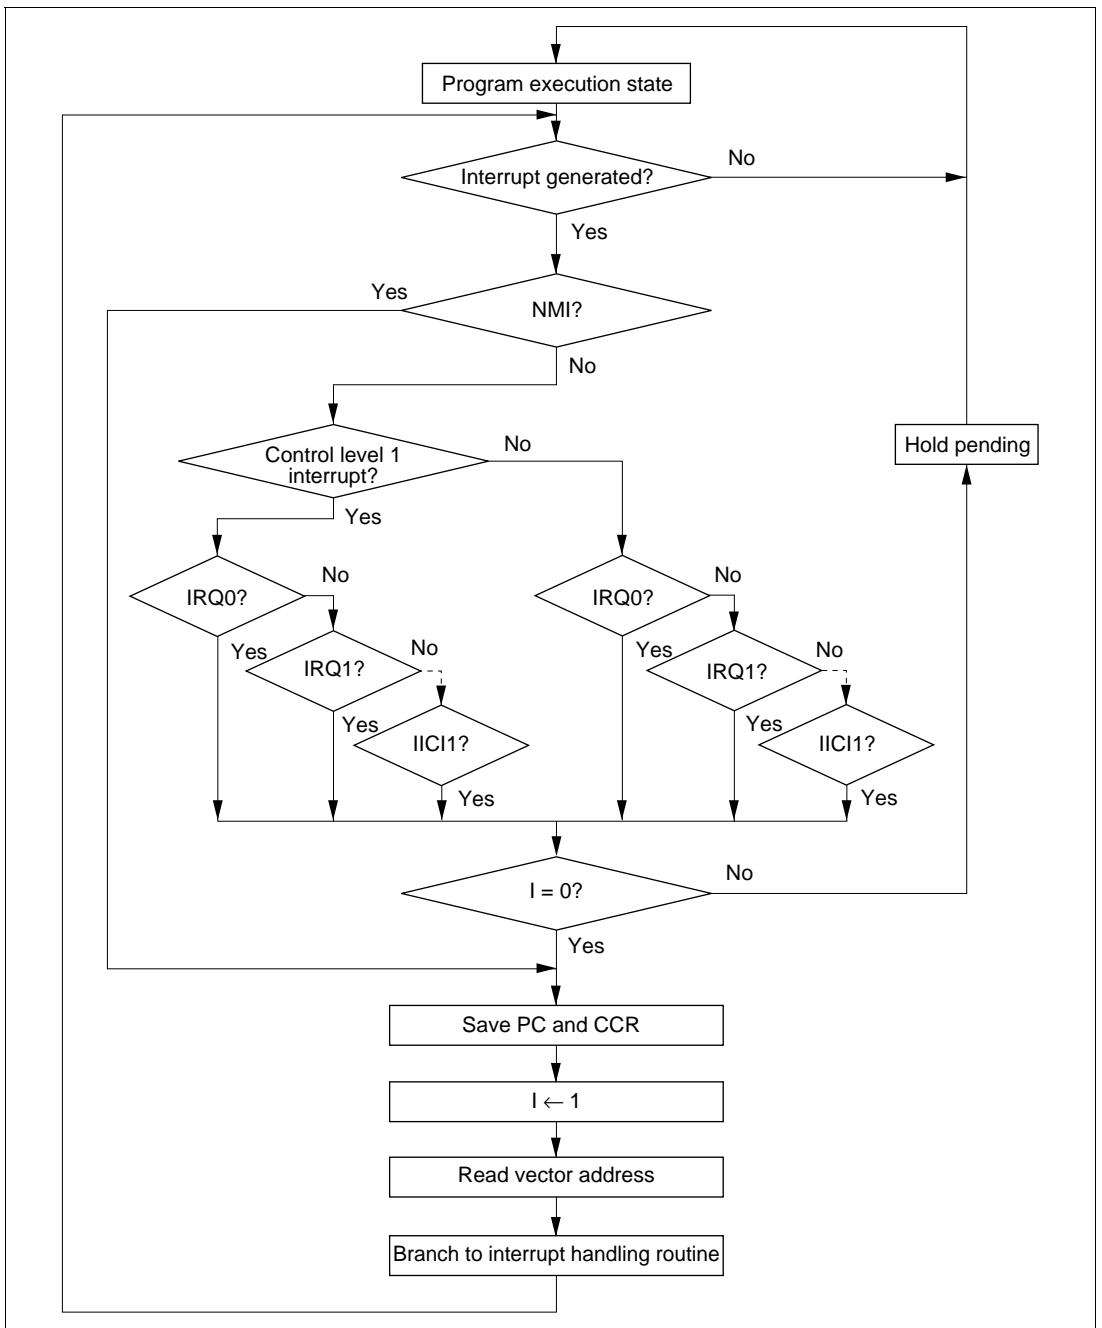 Program execution state
No
Interrupt generated?
Yes
Yes
NMI?
No
Control level 1
interrupt?
No
Hold pending
Yes
IRQ0?
No
IRQ0?
No
Yes
IRQ1?
No
Yes
IRQ1?
No
Yes
IICI1?
Yes
IICI1?
Yes
Yes
I = 0?
No
Yes
Save PC and CCR
I ← 1
Read vector address
Branch to interrupt handling routine